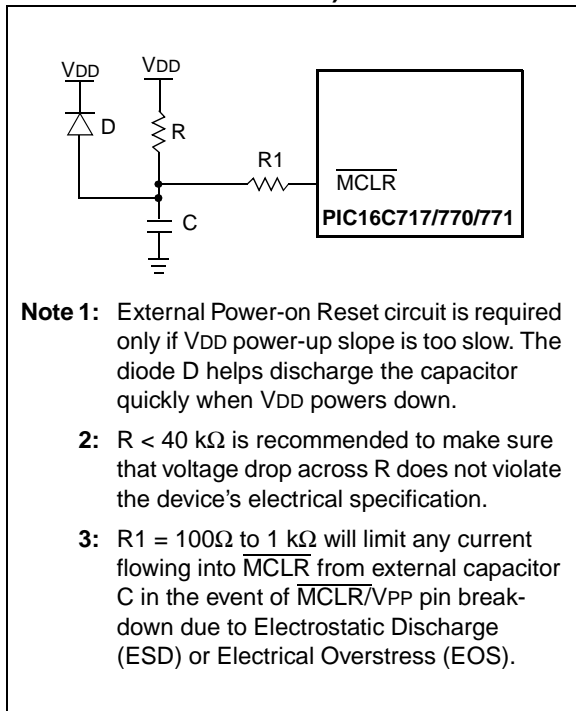 VDD
VDD
D
R
R1
C
MCLR
PIC16C717/770/771
Note 1: External Power-on Reset circuit is required
only if VDD power-up slope is too slow. The
diode D helps discharge the capacitor
quickly when VDD powers down.
2: R < 40 kΩ is recommended to make sure
that voltage drop across R does not violate
the device's electrical specification.
3: R1 = 100Ω to 1 kΩ will limit any current
flowing into MCLR from external capacitor
C in the event of MCLR/VPP pin break-
down due to Electrostatic Discharge
(ESD) or Electrical Overstress (EOS).